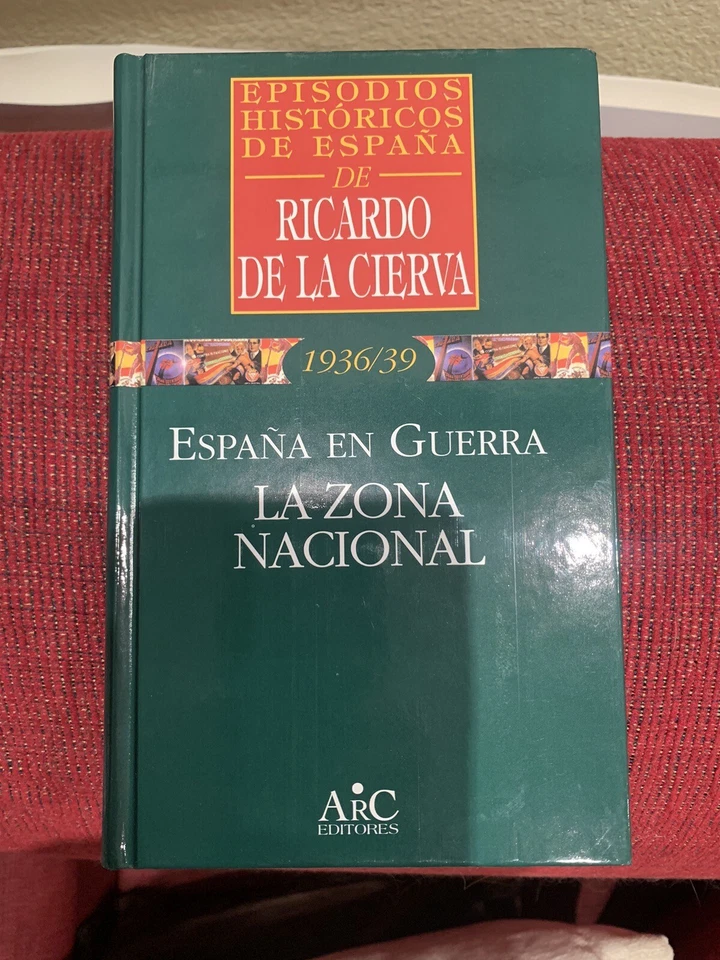 EPISODIOS
HISTÓRICOS
DE ESPAÑA
DE
RICARDO
DE LA CIERVA
1936/39
ESPAÑA EN GUERRA
LA ZONA
NACIONAL
ARC
EDITORES